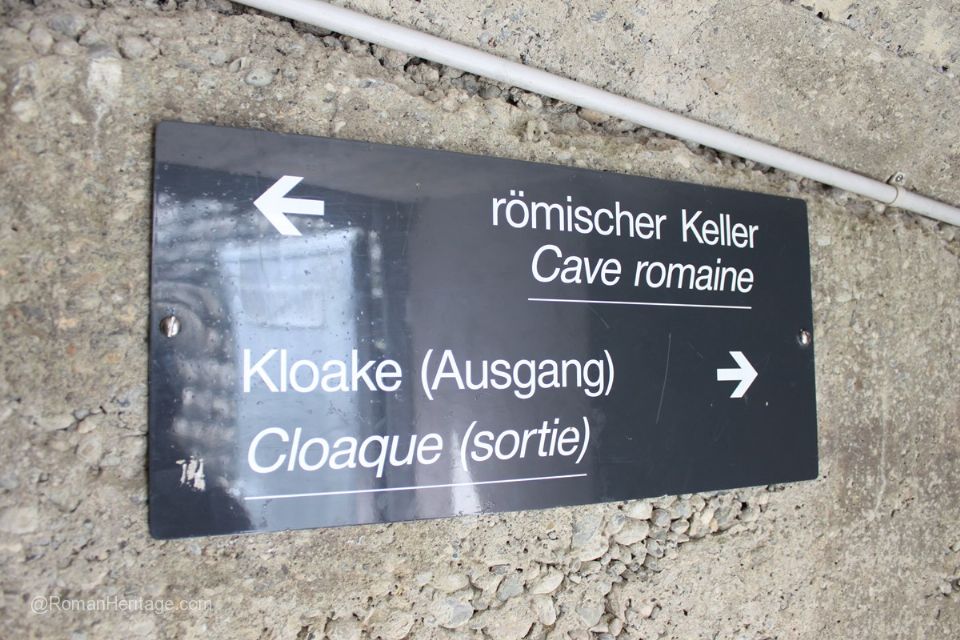 römischer Keller
Cave romaine
Kloake (Ausgang)
Cloaque (sortie)
@RomanHeritage.com